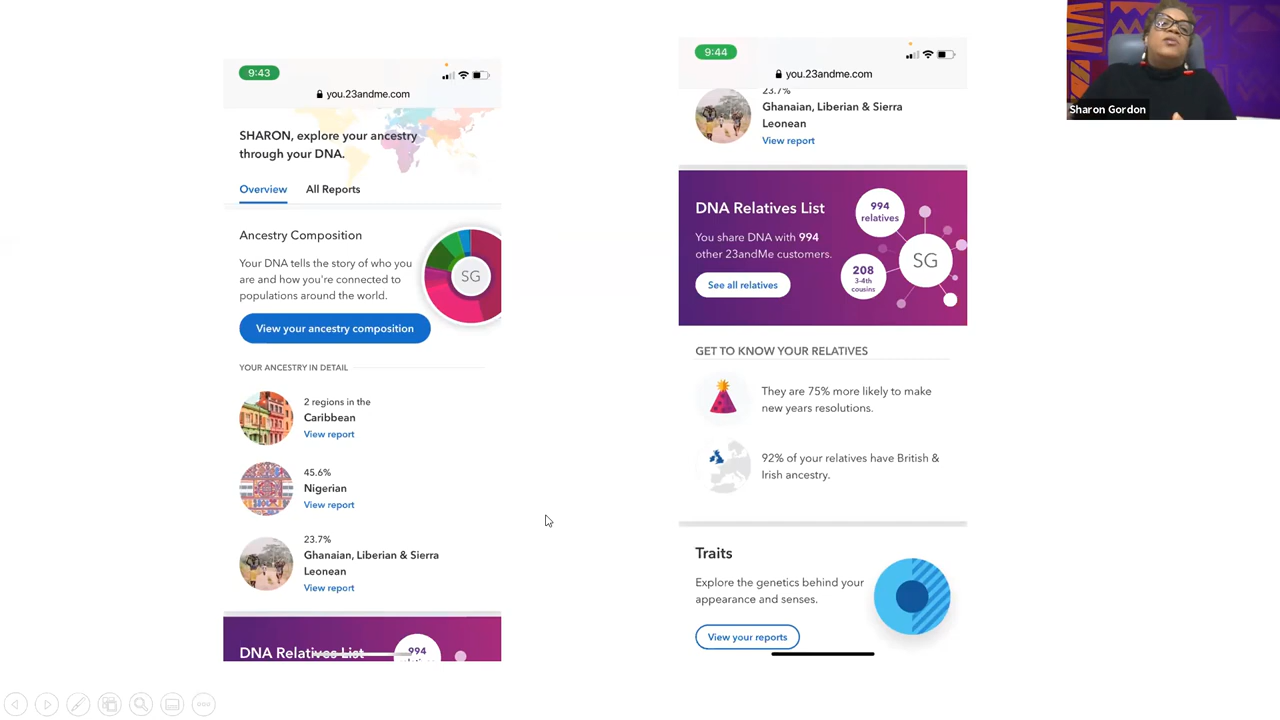 9:43
you.23andme.com
SHARON, explore your ancestry
through your DNA.
Overview
All Reports
Ancestry Composition
Your DNA tells the story of who you
are and how you're connected to
populations around the world.
SG
View your ancestry composition
YOUR ANCESTRY IN DETAIL
2 regions in the
Caribbean
View report
45.6%
Nigerian
View report
23.7%
Ghanaian, Liberian & Sierra
Leonean
View report
DNA Relatives List
994
relatives
9:44
you.23andme.com
23.7%
Ghanaian, Liberian & Sierra
Leonean
View report
DNA Relatives List
You share DNA with 994
other 23andMe customers.
See all relatives
994
relatives
208
3-4th
cousins
SG
GET TO KNOW YOUR RELATIVES
They are 75% more likely to make
new years resolutions.
92% of your relatives have British &
Irish ancestry.
Traits
Explore the genetics behind your
appearance and senses.
View your reports
Sharon Gordon